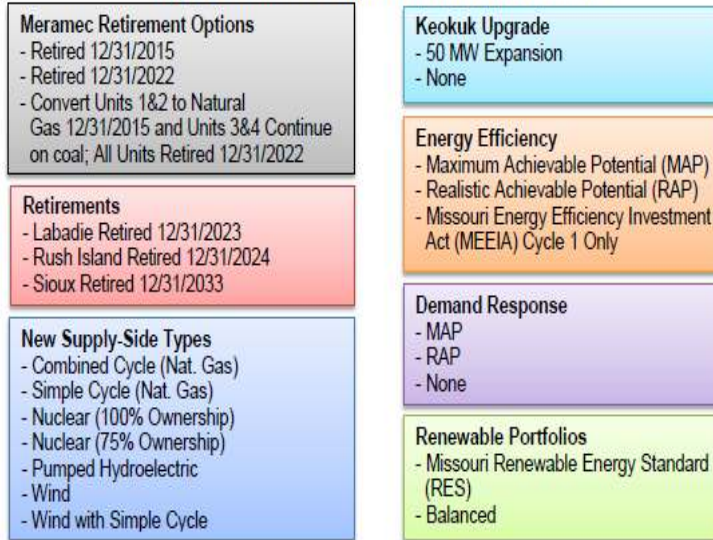 Meramec Retirement Options
- Retired 12/31/2015
- Retired 12/31/2022
- Convert Units 1&2 to Natural
Gas 12/31/2015 and Units 3&4 Continue
on coal; All Units Retired 12/31/2022
Retirements
- Labadie Retired 12/31/2023
- Rush Island Retired 12/31/2024
- Sioux Retired 12/31/2033
New Supply-Side Types
- Combined Cycle (Nat. Gas)
- Simple Cycle (Nat. Gas)
- Nuclear (100% Ownership)
- Nuclear (75% Ownership)
- Pumped Hydroelectric
- Wind
- Wind with Simple Cycle
Keokuk Upgrade
- 50 MW Expansion
- None
Energy Efficiency
- Maximum Achievable Potential (MAP)
- Realistic Achievable Potential (RAP)
- Missouri Energy Efficiency Investment
Act (MEEIA) Cycle 1 Only
Demand Response
- MAP
- RAP
- None
Renewable Portfolios
- Missouri Renewable Energy Standard
(RES)
- Balanced